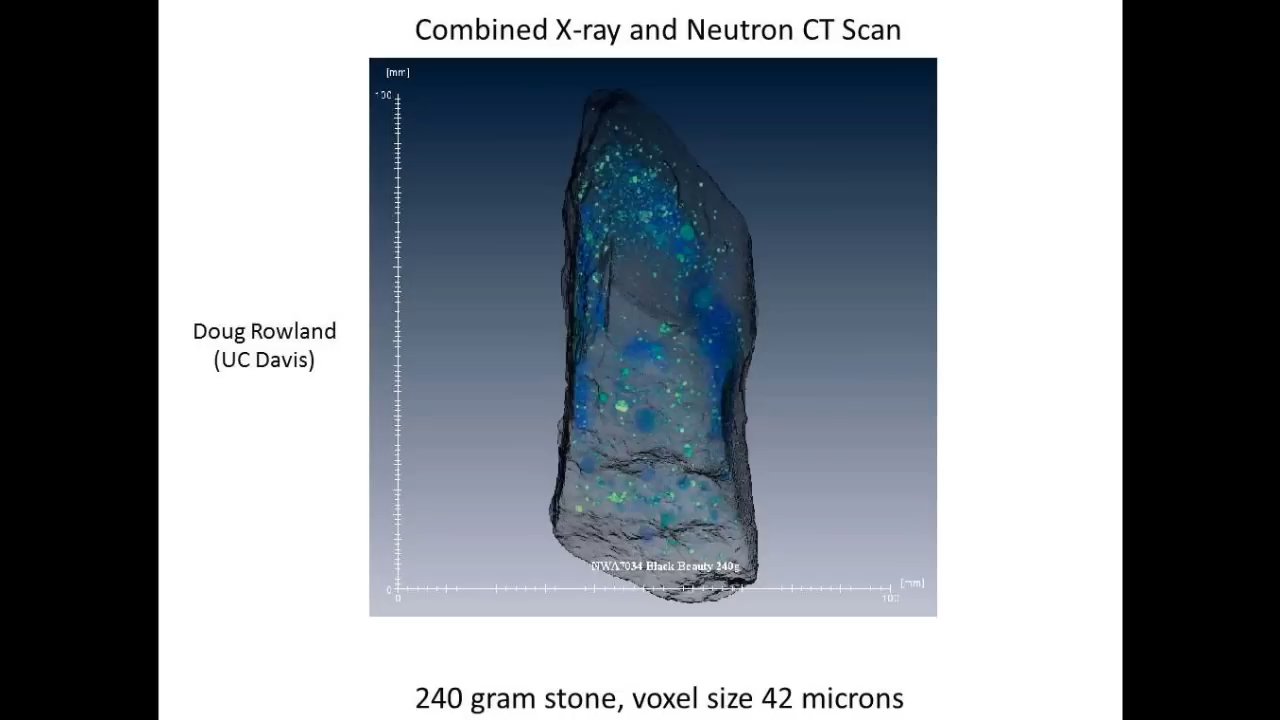 Combined X-ray and Neutron CT Scan
[mm]
100
Doug Rowland
(UC Davis)
NWA7034 Black Beauty 240g
[mm]
0
0
100
240 gram stone, voxel size 42 microns